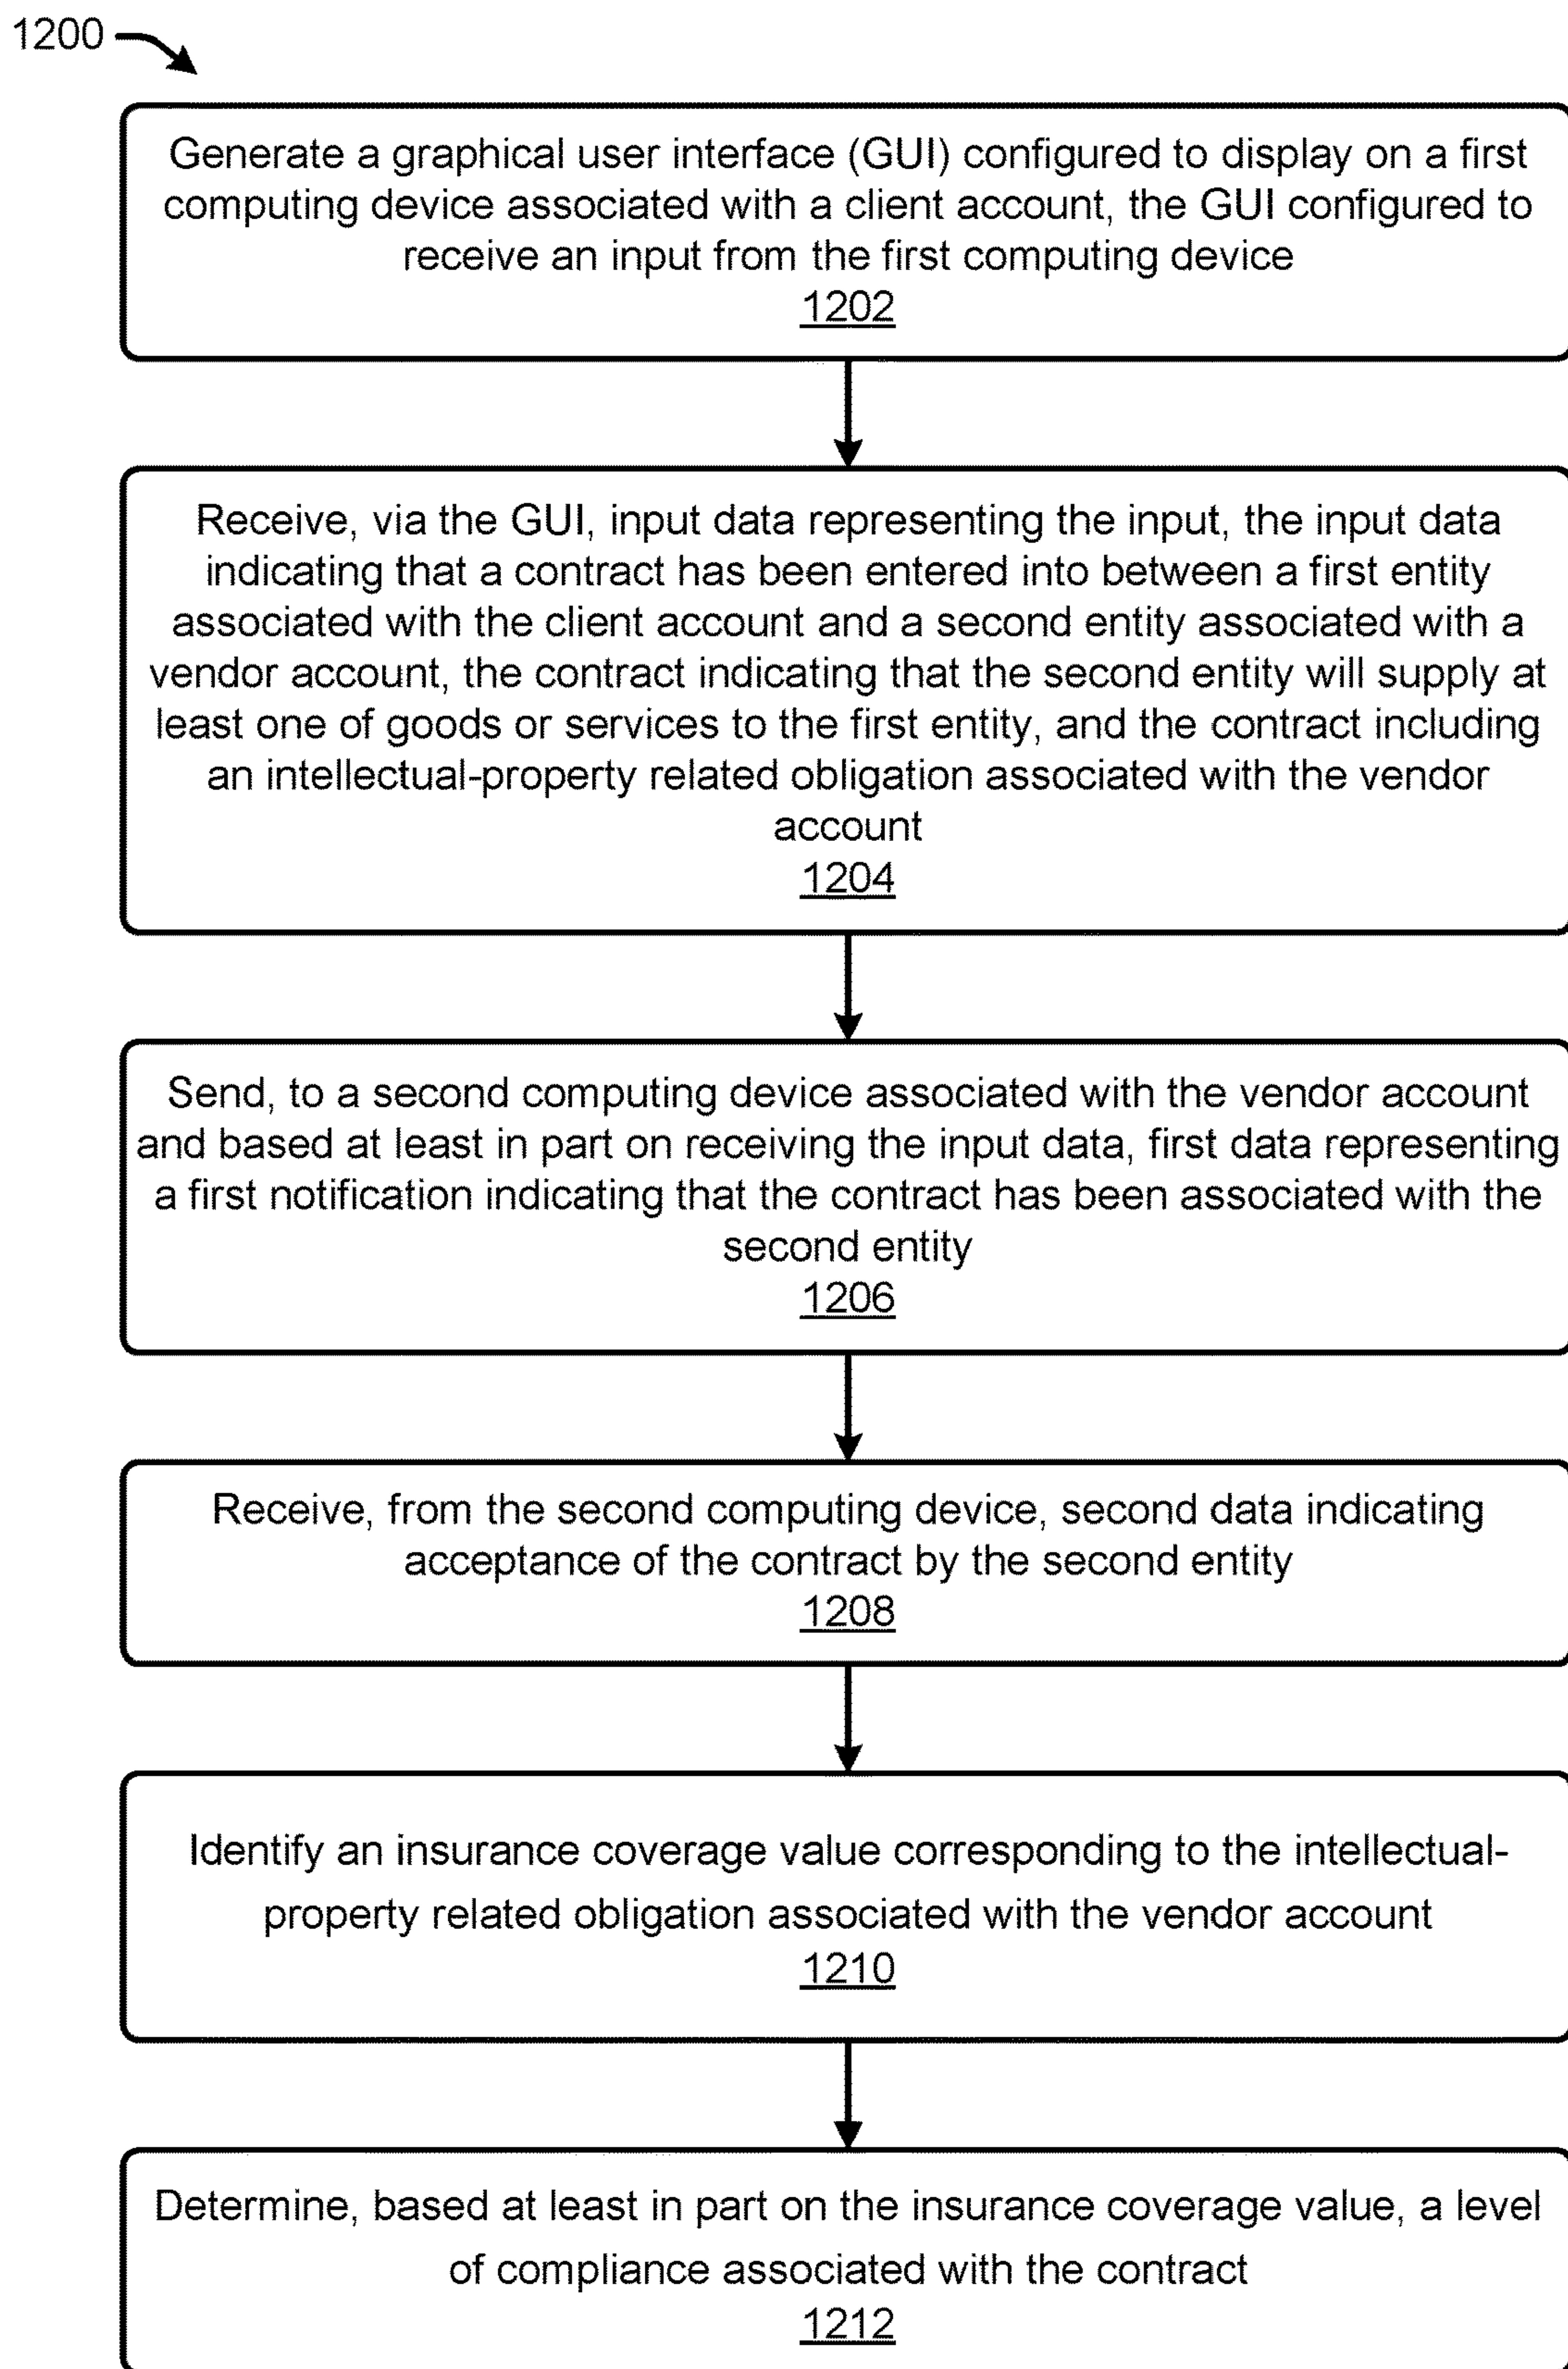 1200
Generate a graphical user interface (GUI) configured to display on a first
computing device associated with a client account, the GUI configured to
receive an input from the first computing device
1202
Receive, via the GUI, input data representing the input, the input data
indicating that a contract has been entered into between a first entity
associated with the client account and a second entity associated with a
vendor account, the contract indicating that the second entity will supply at
least one of goods or services to the first entity, and the contract including
an intellectual-property related obligation associated with the vendor
account
1204
Send, to a second computing device associated with the vendor account
and based at least in part on receiving the input data, first data representing
a first notification indicating that the contract has been associated with the
second entity
1206
Receive, from the second computing device, second data indicating
acceptance of the contract by the second entity
1208
Identify an insurance coverage value corresponding to the intellectual-
property related obligation associated with the vendor account
1210
Determine, based at least in part on the insurance coverage value, a level
of compliance associated with the contract
1212